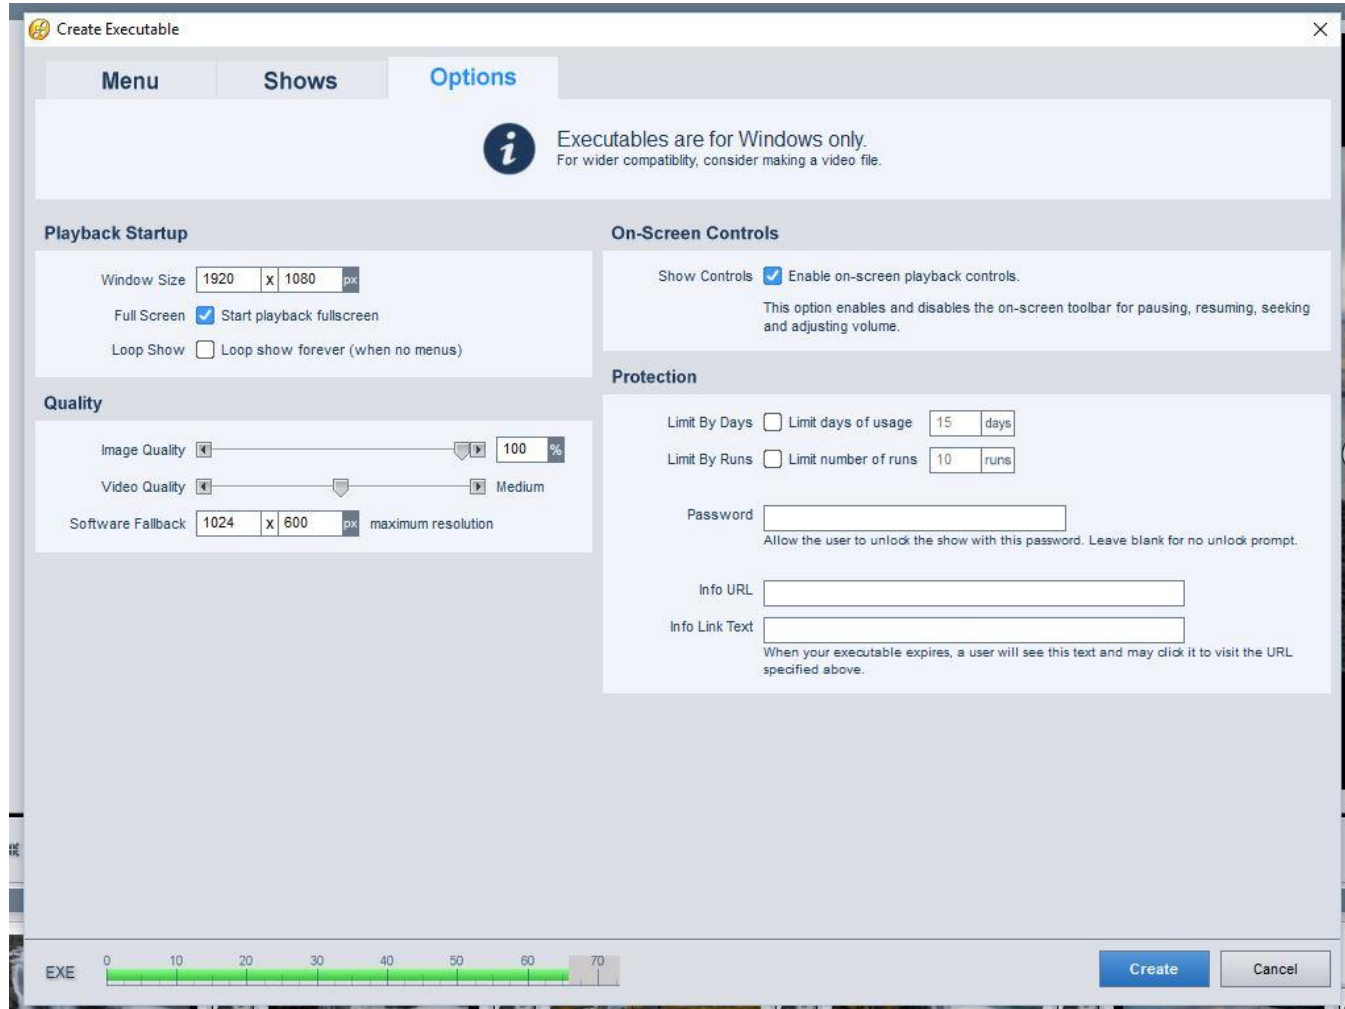 Create Executable
Menu
Shows
Options
Executables are for Windows only.
For wider compatiblity, consider making a video file.
Playback Startup
Window Size 1920 x 1080 px
Full Screen Start playback fullscreen
Loop Show Loop show forever (when no menus)
Quality
Image Quality 100 %
Video Quality Medium
Software Fallback 1024 x 600 px maximum resolution
On-Screen Controls
Show Controls Enable on-screen playback controls.
This option enables and disables the on-screen toolbar for pausing, resuming, seeking
and adjusting volume.
Protection
Limit By Days Limit days of usage 15 days
Limit By Runs Limit number of runs 10 runs
Password
Allow the user to unlock the show with this password. Leave blank for no unlock prompt.
Info URL
Info Link Text
When your executable expires, a user will see this text and may click it to visit the URL
specified above.
EXE 0 10 20 30 40 50 60 70
Create
Cancel